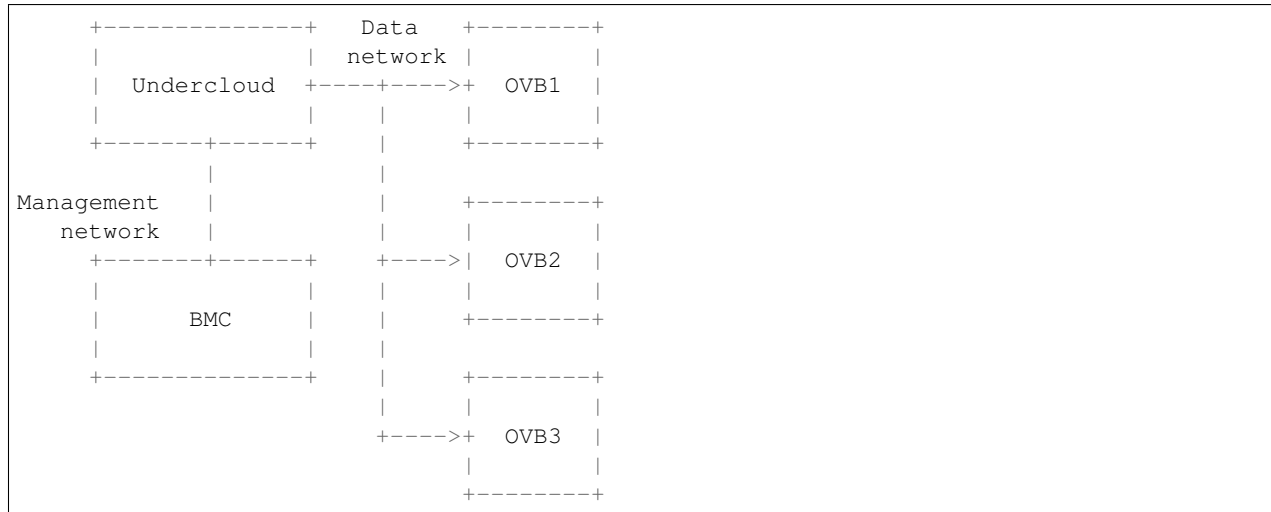 +--------------+   Data   +--------+
|              |  network |        |
|  Undercloud  +----+---->+  OVB1  |
|              |    |     |        |
+-------+------+    |     +--------+
        |           |
Management   |           |     +--------+
network   |           |     |        |
+-------+------+    +---->|  OVB2  |
|              |    |     |        |
|      BMC     |    |     +--------+
|              |    |
+--------------+    |     +--------+
                    |     |        |
                    +---->+  OVB3  |
                          |        |
                          +--------+